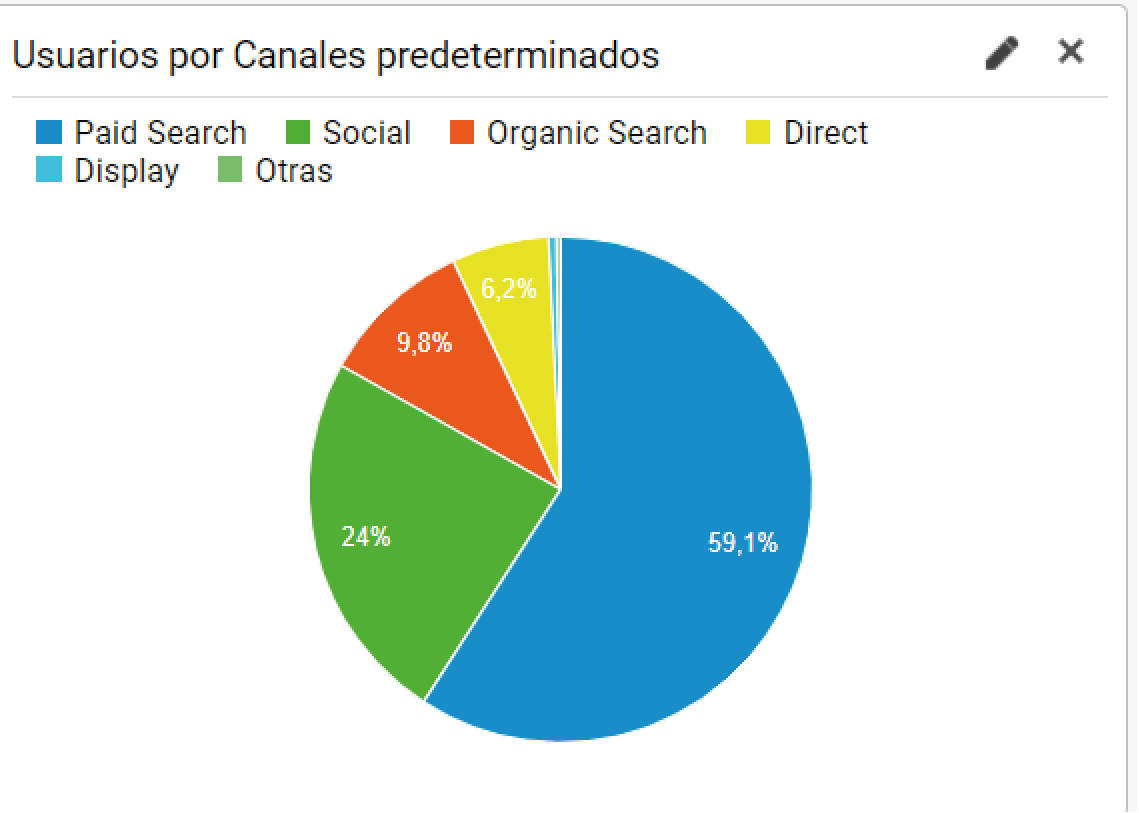 Usuarios por Canales predeterminados
Paid Search Social Organic Search Direct
Display Otras
6,2%
9,8%
24%
59,1%